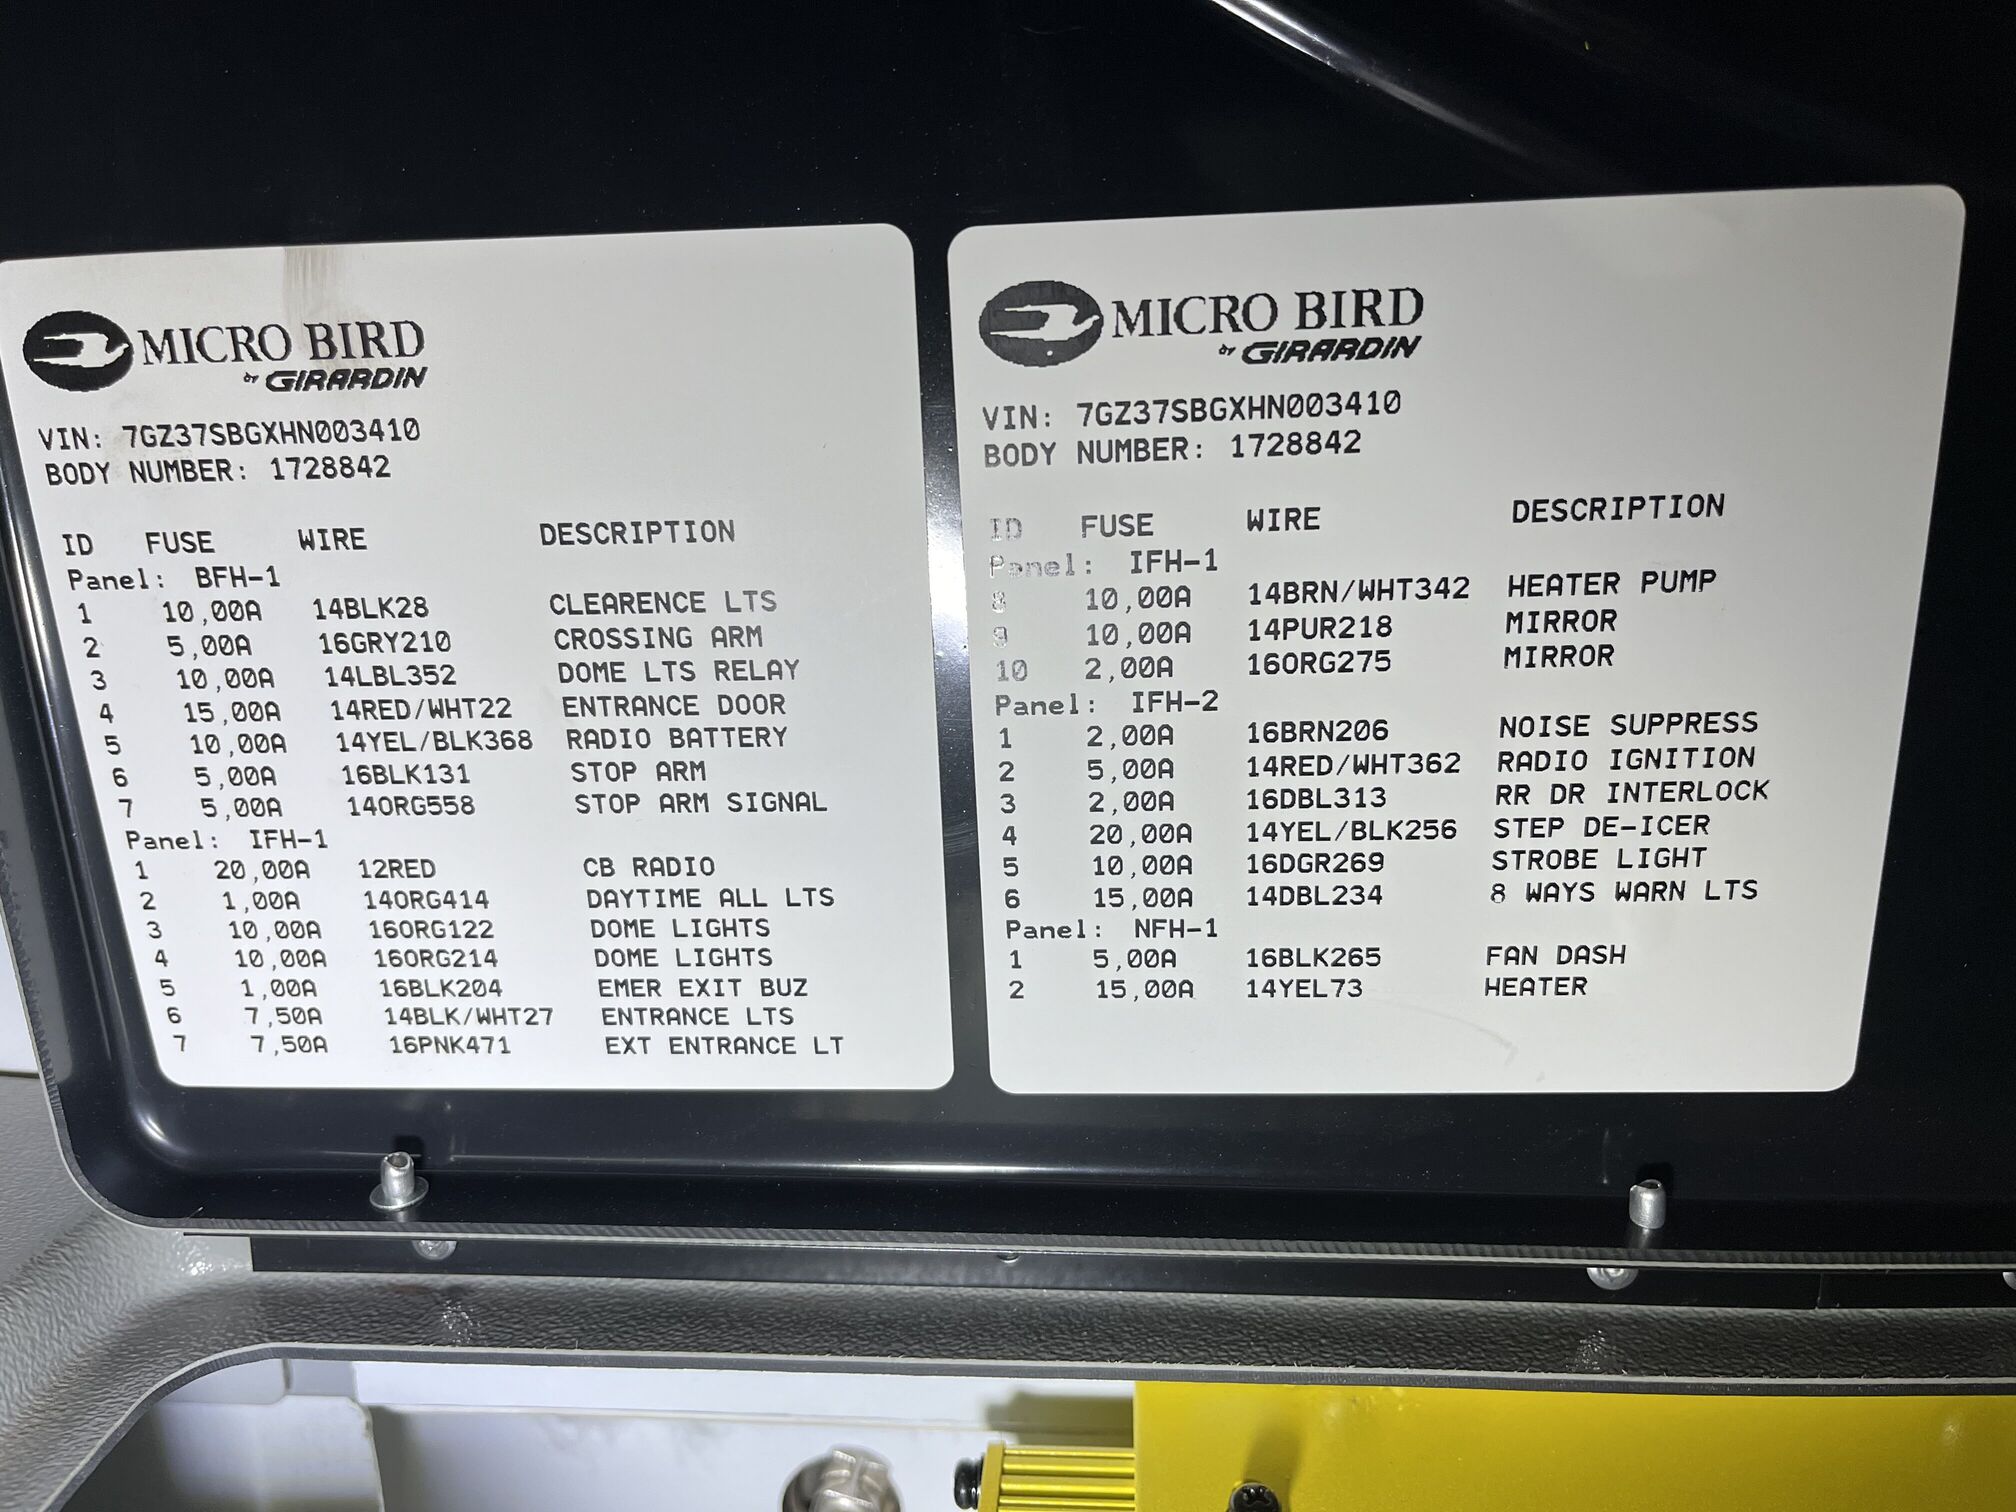 MICRO BIRD
BY GIRARDIN
VIN: 7GZ37SBGXHN003410
BODY NUMBER: 1728842
ID FUSE WIRE DESCRIPTION
Panel: BFH-1
1 10,00A 14BLK28 CLEARENCE LTS
2 5,00A 16GRY210 CROSSING ARM
3 10,00A 14LBL352 DOME LTS RELAY
4 15,00A 14RED/WHT22 ENTRANCE DOOR
5 10,00A 14YEL/BLK368 RADIO BATTERY
6 5,00A 16BLK131 STOP ARM
7 5,00A 14ORG558 STOP ARM SIGNAL
Panel: IFH-1
1 20,00A 12RED CB RADIO
2 1,00A 14ORG414 DAYTIME ALL LTS
3 10,00A 16ORG122 DOME LIGHTS
4 10,00A 16ORG214 DOME LIGHTS
5 1,00A 16BLK204 EMER EXIT BUZ
6 7,50A 14BLK/WHT27 ENTRANCE LTS
7 7,50A 16PNK471 EXT ENTRANCE LT
MICRO BIRD
BY GIRARDIN
VIN: 7GZ37SBGXHN003410
BODY NUMBER: 1728842
ID FUSE WIRE DESCRIPTION
Panel: IFH-1
8 10,00A 14BRN/WHT342 HEATER PUMP
9 10,00A 14PUR218 MIRROR
10 2,00A 16ORG275 MIRROR
Panel: IFH-2
1 2,00A 16BRN206 NOISE SUPPRESS
2 5,00A 14RED/WHT362 RADIO IGNITION
3 2,00A 16DBL313 RR DR INTERLOCK
4 20,00A 14YEL/BLK256 STEP DE-ICER
5 10,00A 16DGR269 STROBE LIGHT
6 15,00A 14DBL234 8 WAYS WARN LTS
Panel: NFH-1
1 5,00A 16BLK265 FAN DASH
2 15,00A 14YEL73 HEATER